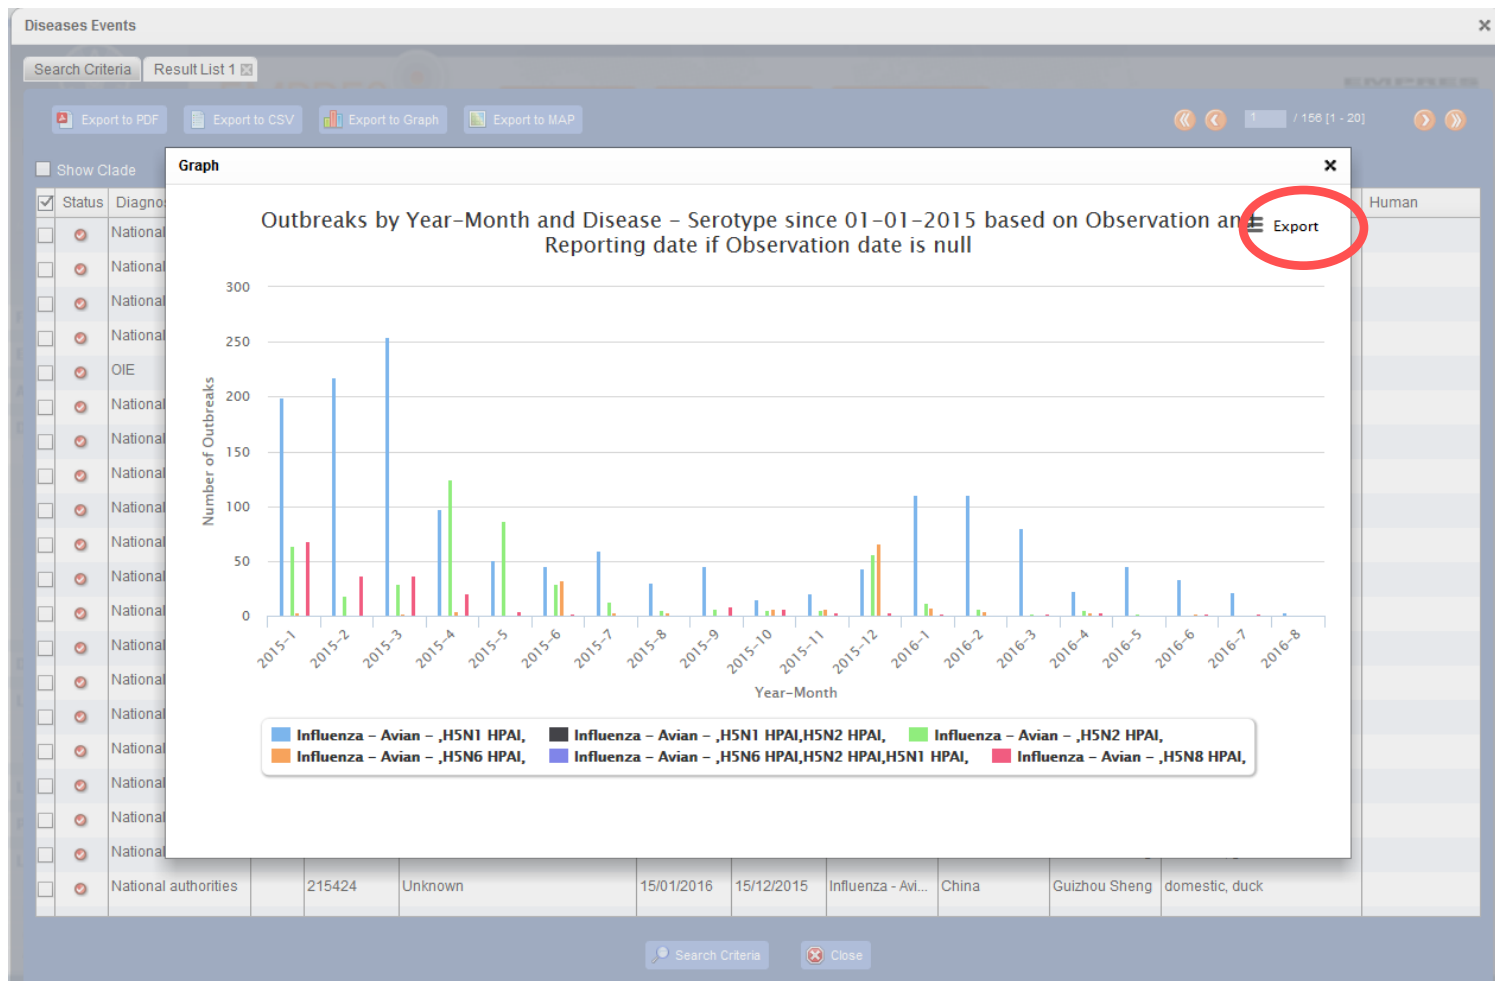 Diseases Events
Search Criteria
Result List 1
Export to PDF
Export to CSV
Export to Graph
Export to MAP
1 / 156 [1 - 20]
Show Clade
Graph
Status
Human
Outbreaks by Year-Month and Disease - Serotype since 01-01-2015 based on Observation and
Reporting date if Observation date is null
Export
National
National
National
National
OIE
National
National
National
National
National
National
National
National
National
National
National
National
National
National
Number of Outbreaks
300
250
200
150
100
50
0
2015-1
2015-2
2015-3
2015-4
2015-5
2015-6
2015-7
2015-8
2015-9
2015-10
2015-11
2015-12
2016-1
2016-2
2016-3
2016-4
2016-5
2016-6
2016-7
2016-8
Year-Month
Influenza - Avian - ,H5N1 HPAI,
Influenza - Avian - ,H5N1 HPAI,H5N2 HPAI,
Influenza - Avian - ,H5N2 HPAI,
Influenza - Avian - ,H5N6 HPAI,
Influenza - Avian - ,H5N6 HPAI,H5N2 HPAI,H5N1 HPAI,
Influenza - Avian - ,H5N8 HPAI,
National authorities 215424 Unknown 15/01/2016 15/12/2015 Influenza - Avi... China Guizhou Sheng domestic, duck
Search Criteria
Close